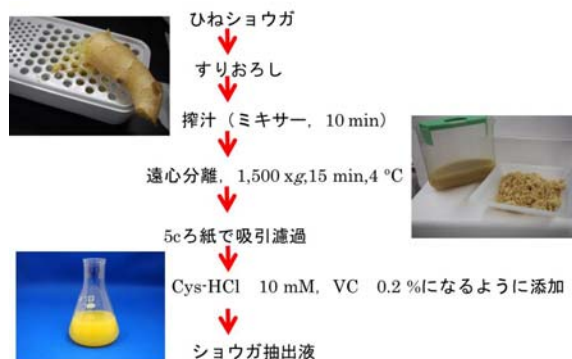 ひねショウガ
すりおろし
搾汁（ミキサー，10 min）
遠心分離，1,500 xg,15 min,4 ℃
5cろ紙で吸引濾過
Cys-HCl　10 mM，VC　0.2 %になるように添加
ショウガ抽出液